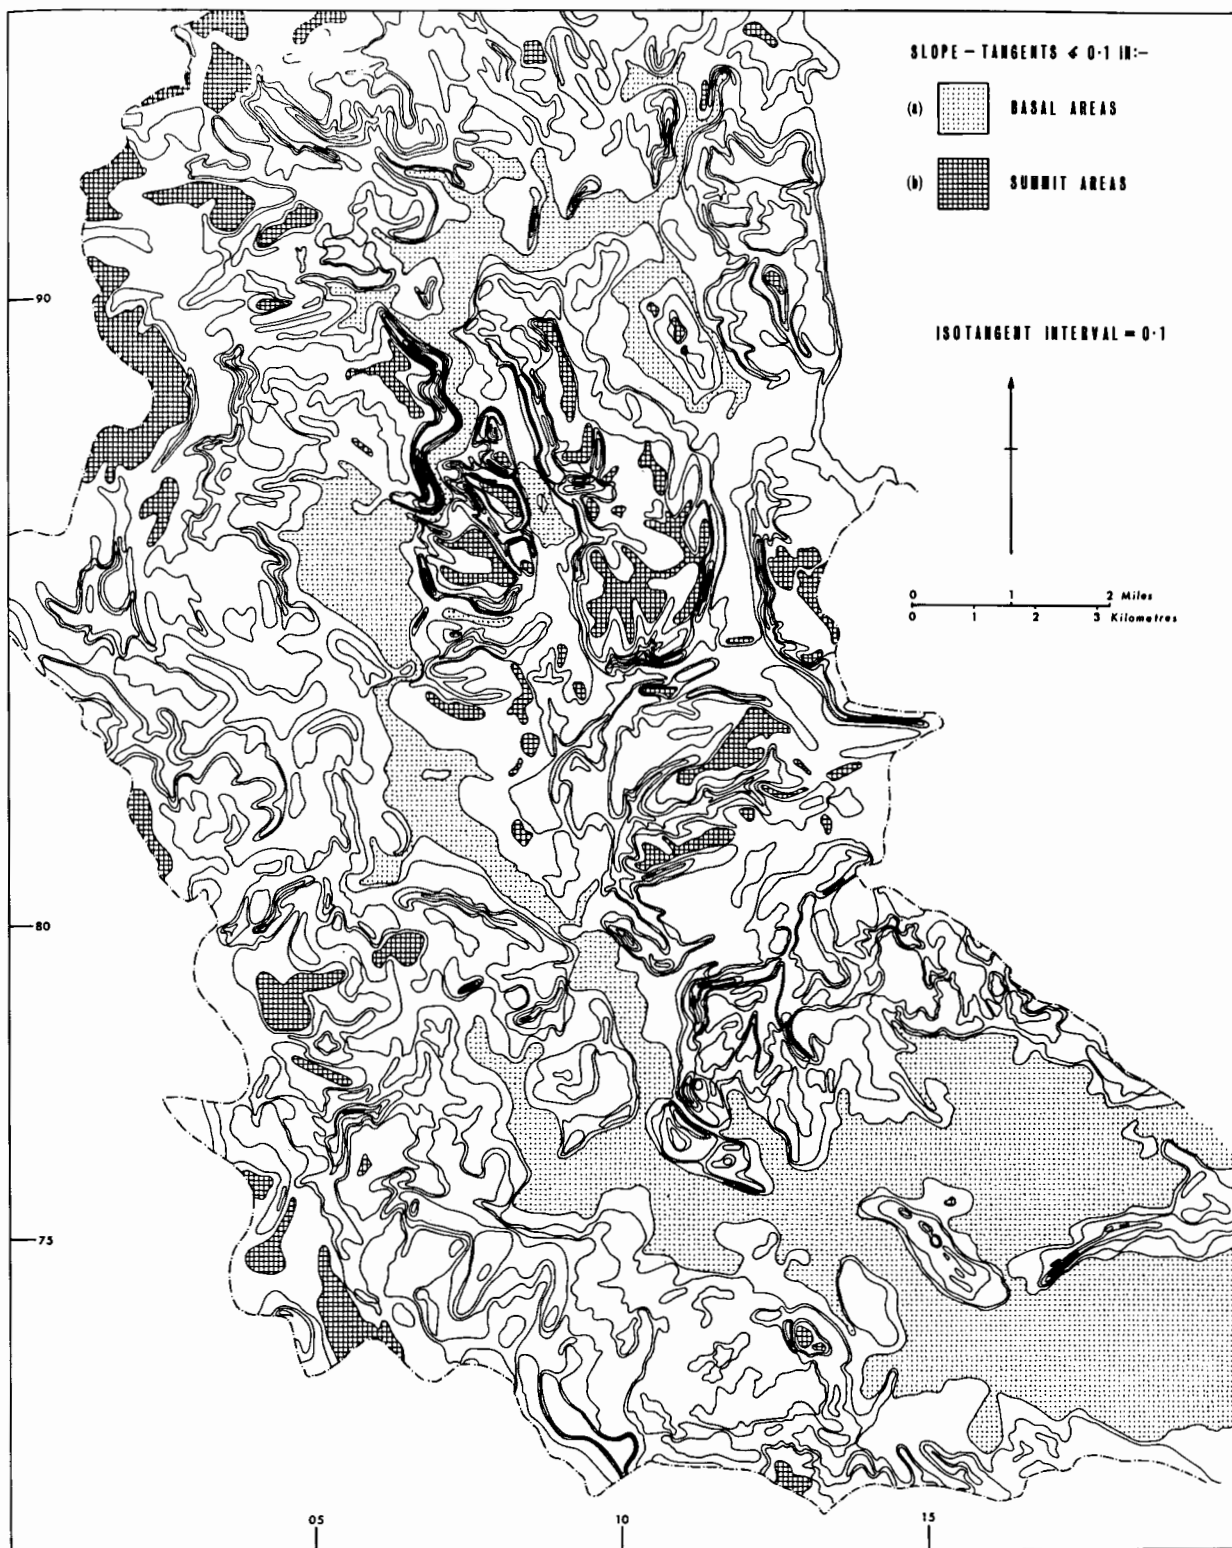 SLOPE – TANGENTS ≮ 0·1 IN:–
(a) BASAL AREAS
(b) SUMMIT AREAS
90
ISOTANGENT INTERVAL = 0·1
0 1 2 Miles
0 1 2 3 Kilometres
80
75
05 10 15